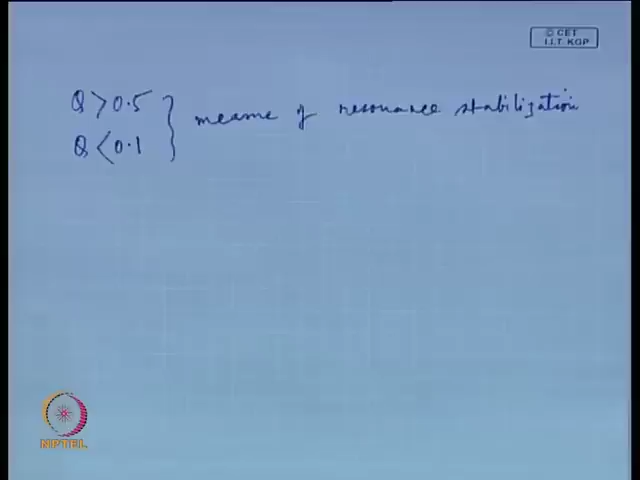 © CET
I.I.T. KGP
Q > 0.5
Q < 0.1 } measure of resonance stabilization
NPTEL